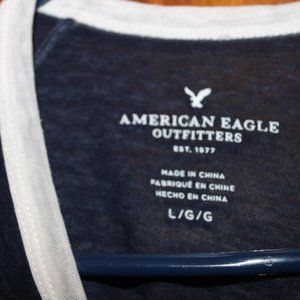 AMERICAN EAGLE
OUTFITTERS
EST. 1977
MADE IN CHINA
FABRIQUÉ EN CHINE
HECHO EN CHINA
L/G/G